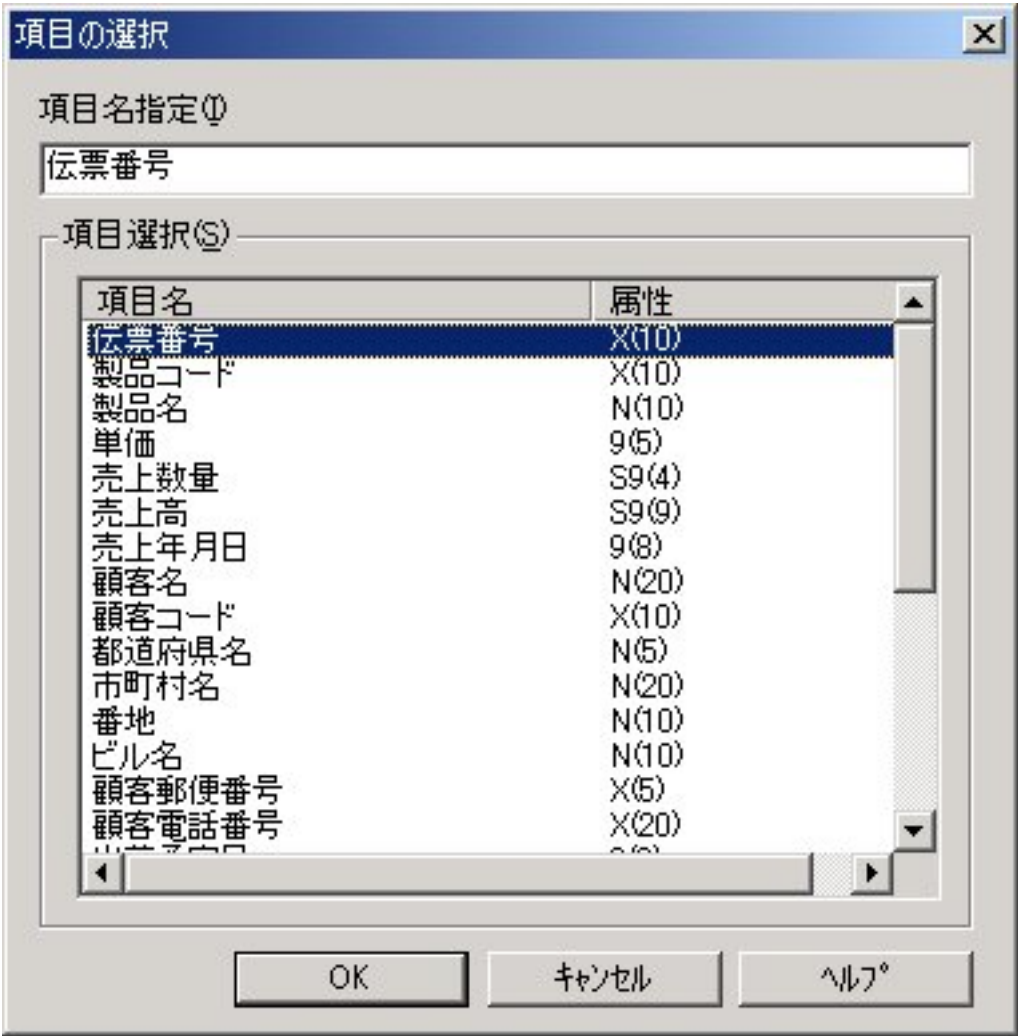 項目の選択
項目名指定(I)
伝票番号
項目選択(S)
項目名 属性
伝票番号 X(10)
製品コード X(10)
製品名 N(10)
単価 9(5)
売上数量 S9(4)
売上高 S9(9)
売上年月日 9(8)
顧客名 N(20)
顧客コード X(10)
都道府県名 N(5)
市町村名 N(20)
番地 N(10)
ビル名 N(10)
顧客郵便番号 X(5)
顧客電話番号 X(20)
OK キャンセル ヘルプ